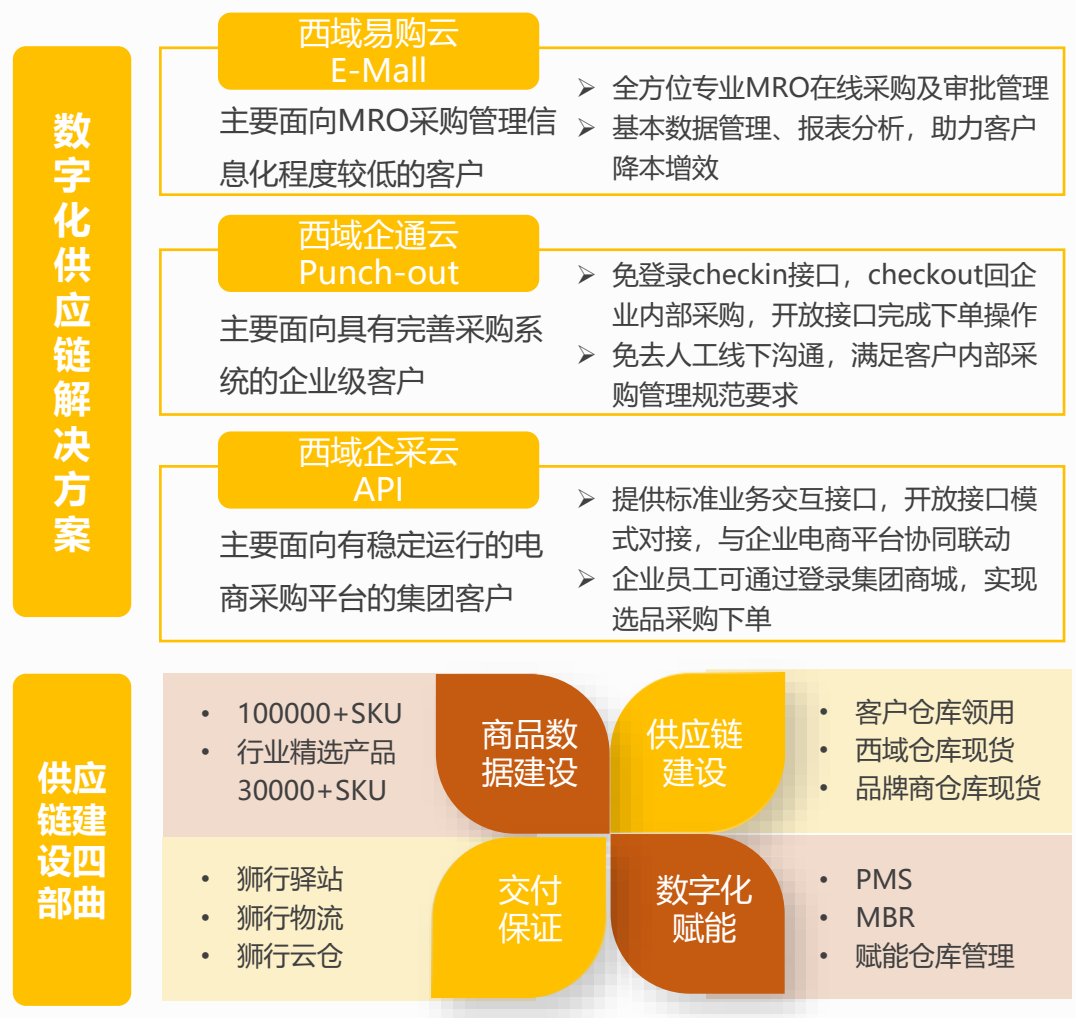 数字化供应链解决方案
西域易购云
E-Mall
主要面向MRO采购管理信
息化程度较低的客户
➢ 全方位专业MRO在线采购及审批管理
➢ 基本数据管理、报表分析，助力客户
降本增效
西域企通云
Punch-out
主要面向具有完善采购系
统的企业级客户
➢ 免登录checkin接口，checkout回企
业内部采购，开放接口完成下单操作
➢ 免去人工线下沟通，满足客户内部采
购管理规范要求
西域企采云
API
主要面向有稳定运行的电
商采购平台的集团客户
➢ 提供标准业务交互接口，开放接口模
式对接，与企业电商平台协同联动
➢ 企业员工可通过登录集团商城，实现
选品采购下单
供应
链建
设四
部曲
• 100000+SKU
• 行业精选产品
30000+SKU
商品数
据建设
供应链
建设
• 客户仓库领用
• 西域仓库现货
• 品牌商仓库现货
• 狮行驿站
• 狮行物流
• 狮行云仓
交付
保证
数字化
赋能
• PMS
• MBR
• 赋能仓库管理